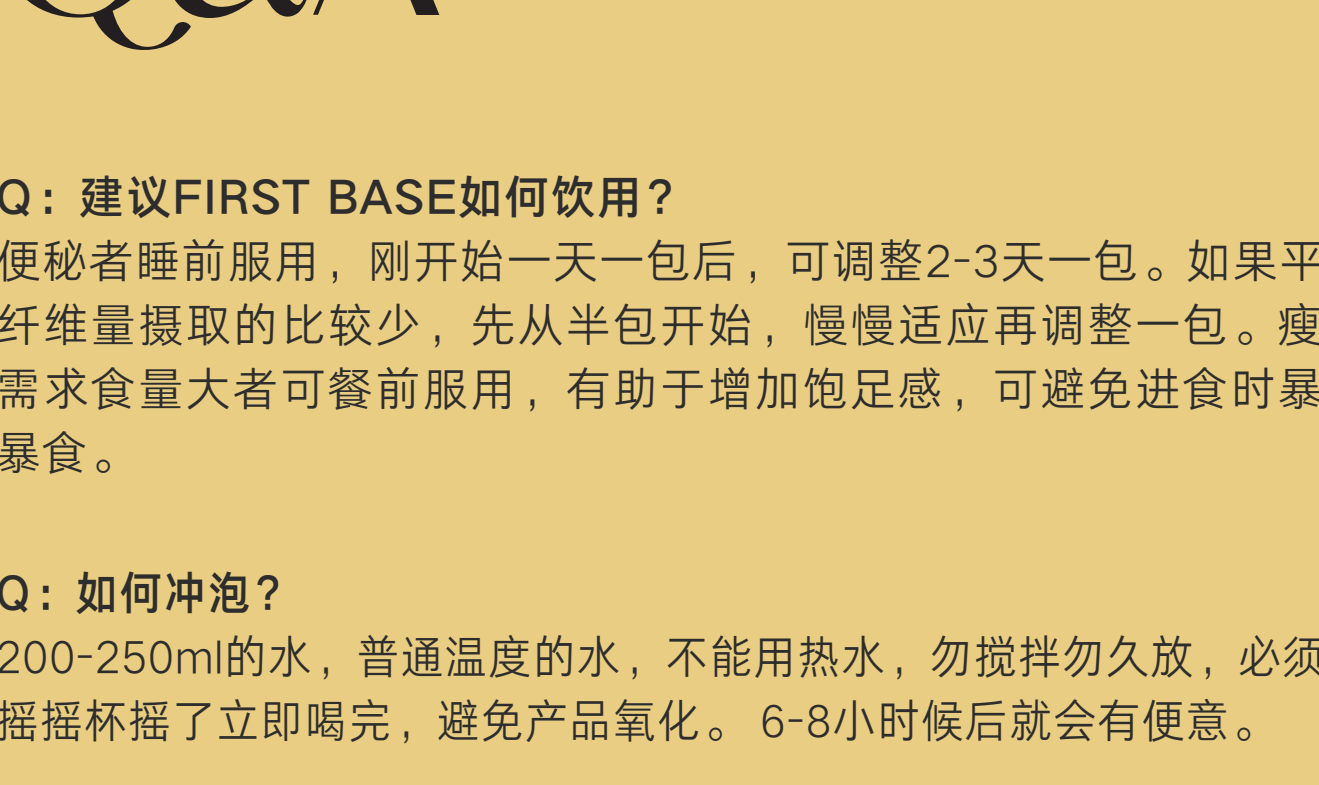 Q&A
Q：建议FIRST BASE如何饮用？
便秘者睡前服用，刚开始一天一包后，可调整2-3天一包。如果平
纤维量摄取的比较少，先从半包开始，慢慢适应再调整一包。瘦
需求食量大者可餐前服用，有助于增加饱足感，可避免进食时暴
暴食。
Q：如何冲泡？
200-250ml的水，普通温度的水，不能用热水，勿搅拌勿久放，必须
摇摇杯摇了立即喝完，避免产品氧化。6-8小时候后就会有便意。